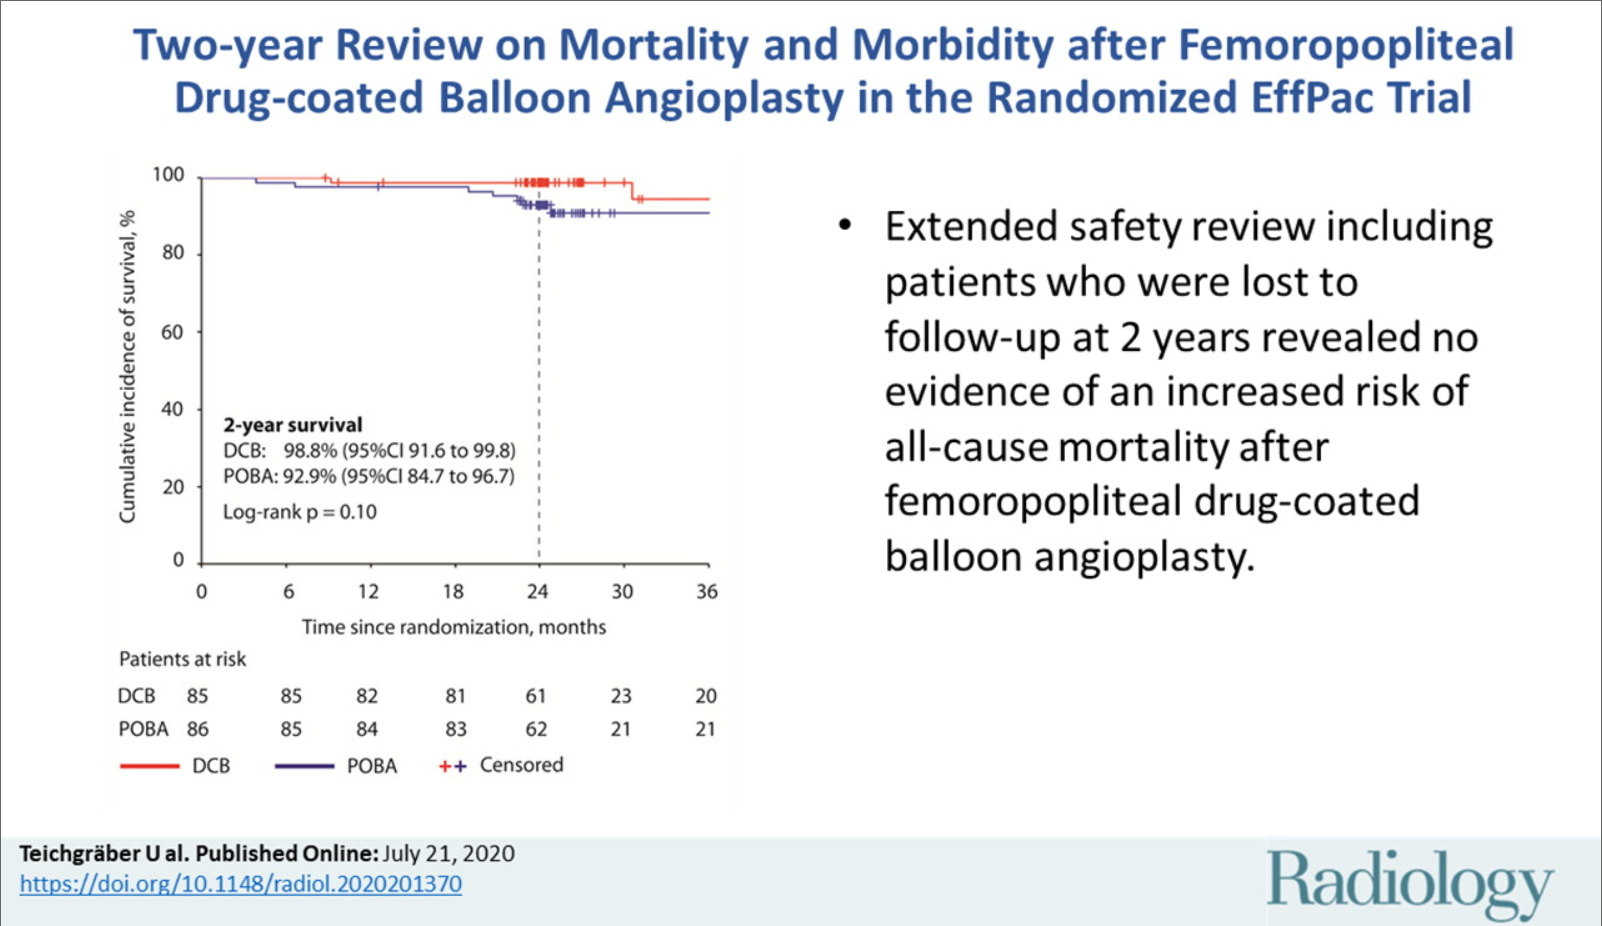 Two-year Review on Mortality and Morbidity after Femoropopliteal
Drug-coated Balloon Angioplasty in the Randomized EffPac Trial
Cumulative incidence of survival, %
100
80
60
40
20
0
2-year survival
DCB: 98.8% (95%CI 91.6 to 99.8)
POBA: 92.9% (95%CI 84.7 to 96.7)
Log-rank p = 0.10
0 6 12 18 24 30 36
Time since randomization, months
Patients at risk
DCB 85 85 82 81 61 23 20
POBA 86 85 84 83 62 21 21
DCB POBA ++ Censored
• Extended safety review including
patients who were lost to
follow-up at 2 years revealed no
evidence of an increased risk of
all-cause mortality after
femoropopliteal drug-coated
balloon angioplasty.
Teichgräber U al. Published Online: July 21, 2020
https://doi.org/10.1148/radiol.2020201370
Radiology